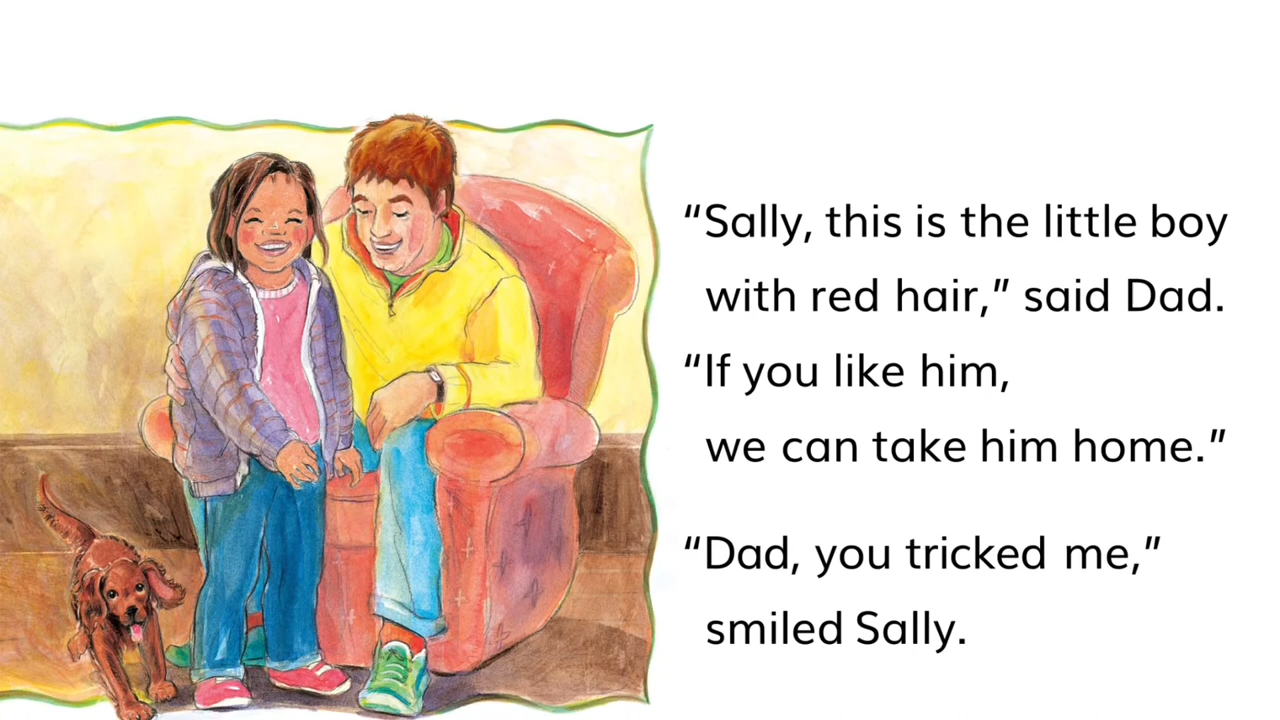 “Sally, this is the little boy
with red hair,” said Dad.
“If you like him,
we can take him home.”
“Dad, you tricked me,”
smiled Sally.